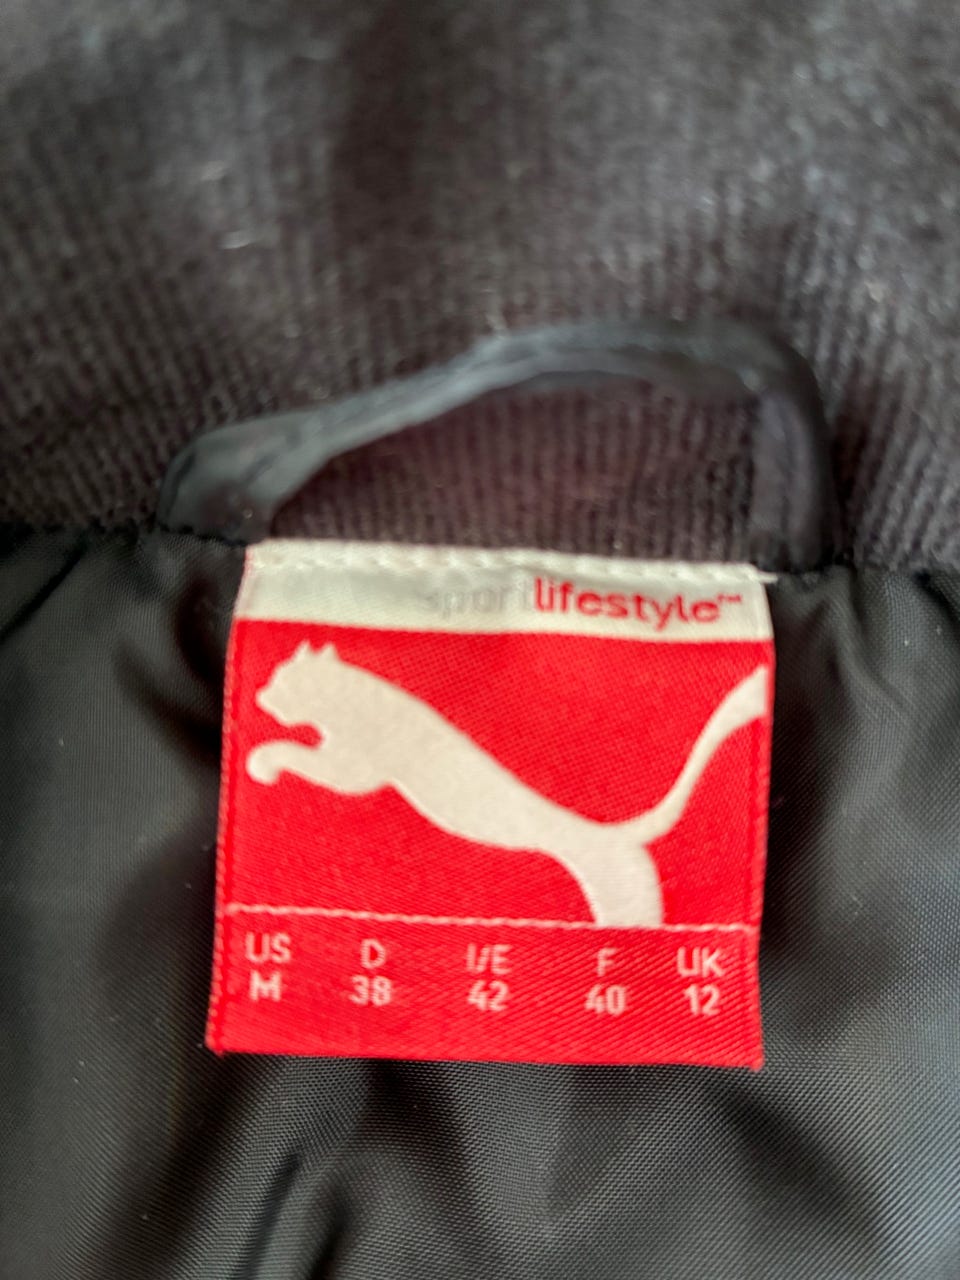 sportlifestyle™
US D I/E F UK
M 38 42 40 12